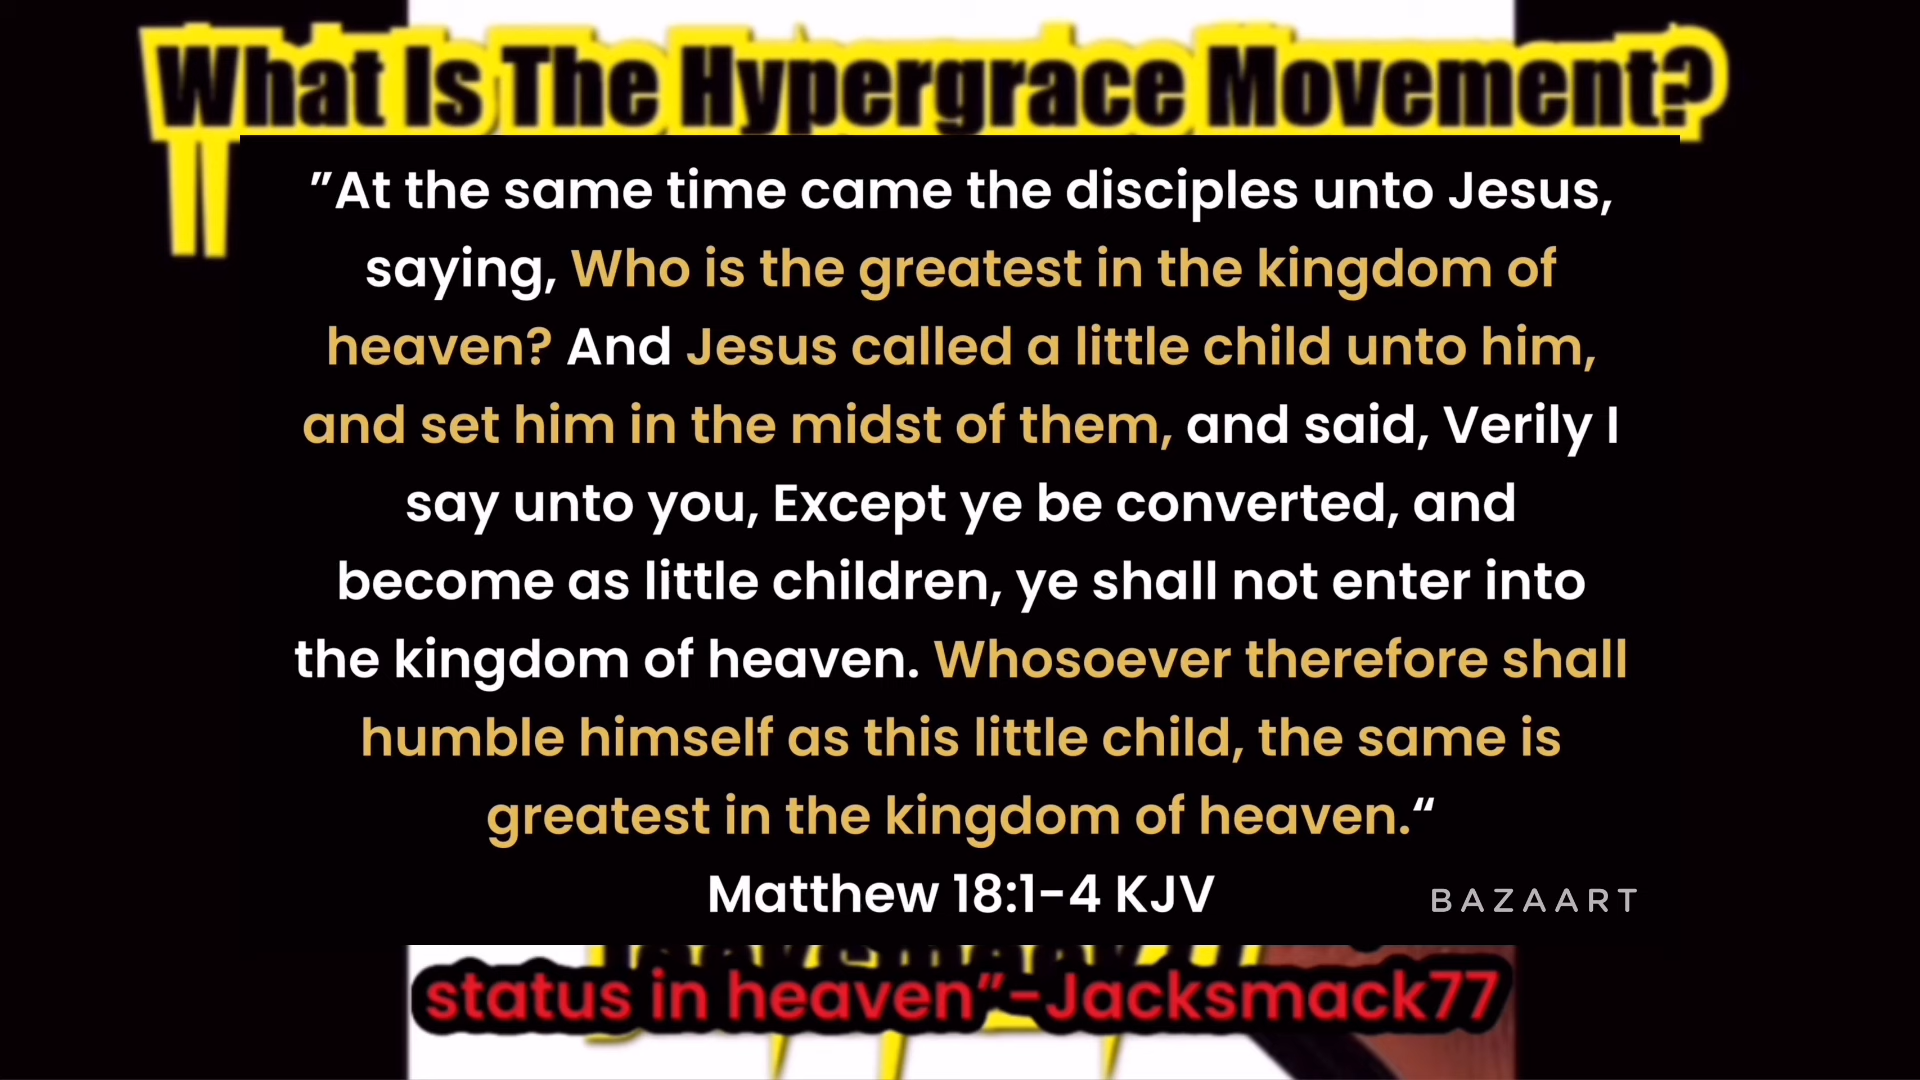 What Is The Hypergrace Movement?
”At the same time came the disciples unto Jesus,
saying, Who is the greatest in the kingdom of
heaven? And Jesus called a little child unto him,
and set him in the midst of them, and said, Verily I
say unto you, Except ye be converted, and
become as little children, ye shall not enter into
the kingdom of heaven. Whosoever therefore shall
humble himself as this little child, the same is
greatest in the kingdom of heaven.“
Matthew 18:1-4 KJV
BAZAART
status in heaven”-Jacksmack77